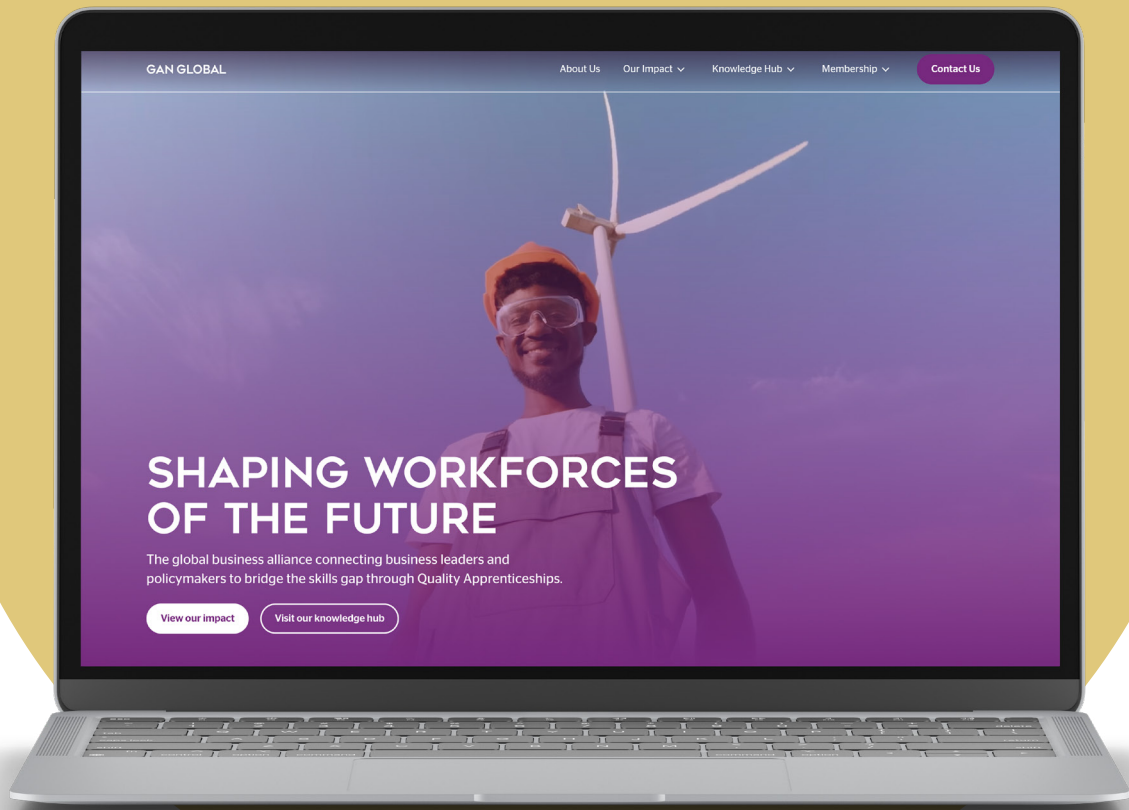 GAN GLOBAL
About Us Our Impact Knowledge Hub Membership Contact Us
SHAPING WORKFORCES
OF THE FUTURE
The global business alliance connecting business leaders and
policymakers to bridge the skills gap through Quality Apprenticeships.
View our impact Visit our knowledge hub